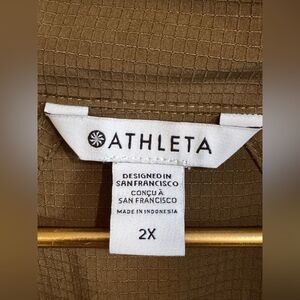 ATHLETA
DESIGNED IN
SAN FRANCISCO
CONÇU À
SAN FRANCISCO
MADE IN INDONESIA
2X